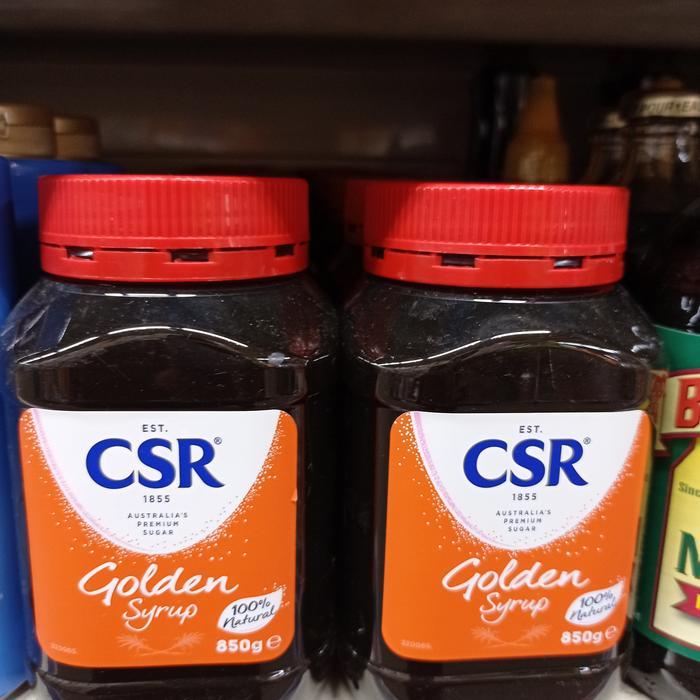 EST.
CSR®
1855
AUSTRALIA'S
PREMIUM
SUGAR
Golden
Syrup
100%
Natural
850g ℮
EST.
CSR®
1855
AUSTRALIA'S
PREMIUM
SUGAR
Golden
Syrup
100%
Natural
850g ℮